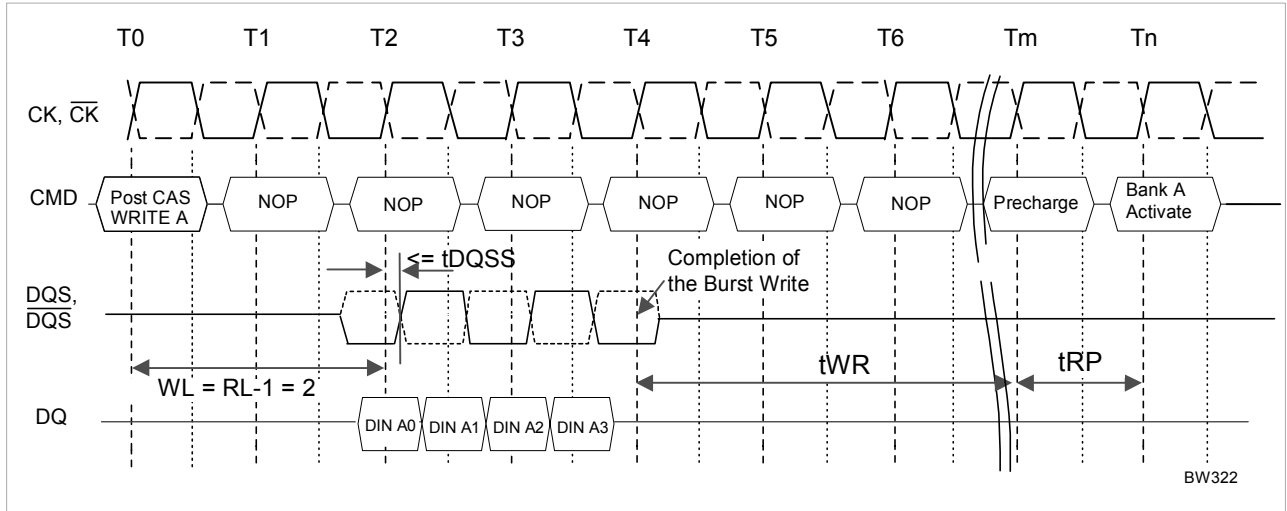 T0 T1 T2 T3 T4 T5 T6 Tm Tn
CK, C̅K̅
CMD
Post CAS
WRITE A
NOP
NOP
NOP
NOP
NOP
NOP
Precharge
Bank A
Activate
<= tDQSS
Completion of
the Burst Write
DQS,
D̅Q̅S̅
WL = RL-1 = 2
tWR
tRP
DQ
DIN A0
DIN A1
DIN A2
DIN A3
BW322